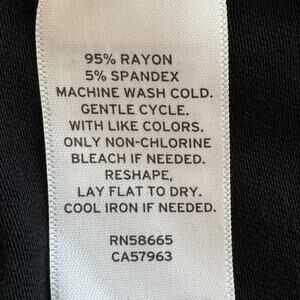 95% RAYON
5% SPANDEX
MACHINE WASH COLD.
GENTLE CYCLE.
WITH LIKE COLORS.
ONLY NON-CHLORINE
BLEACH IF NEEDED.
RESHAPE,
LAY FLAT TO DRY.
COOL IRON IF NEEDED.
RN58665
CA57963